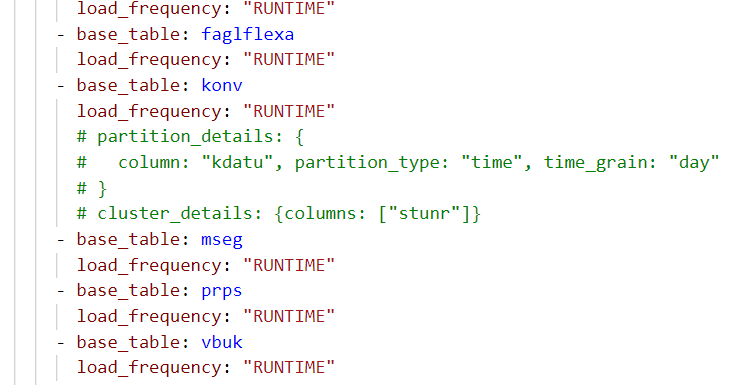 load_frequency: "RUNTIME"
- base_table: faglflexa
load_frequency: "RUNTIME"
- base_table: konv
load_frequency: "RUNTIME"
# partition_details: {
#   column: "kdatu", partition_type: "time", time_grain: "day"
# }
# cluster_details: {columns: ["stunr"]}
- base_table: mseg
load_frequency: "RUNTIME"
- base_table: prps
load_frequency: "RUNTIME"
- base_table: vbuk
load_frequency: "RUNTIME"